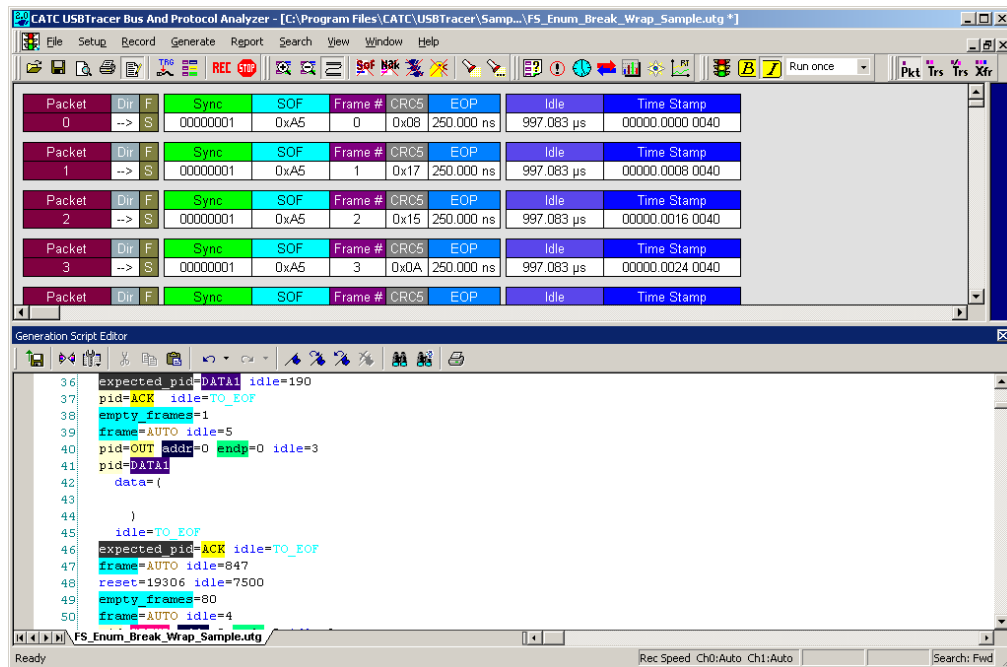 CATC USBTracer Bus And Protocol Analyzer - [C:\Program Files\CATC\USBTracer\Samp...\FS_Enum_Break_Wrap_Sample.utg *]
File Setup Record Generate Report Search View Window Help
TRG REC STOP Sof Nak RT B I Run once Pkt Trs Trs Xfr
Packet Dir F Sync SOF Frame # CRC5 EOP Idle Time Stamp
0 --> S 00000001 0xA5 0 0x08 250.000 ns 997.083 µs 00000.0000 0040
Packet Dir F Sync SOF Frame # CRC5 EOP Idle Time Stamp
1 --> S 00000001 0xA5 1 0x17 250.000 ns 997.083 µs 00000.0008 0040
Packet Dir F Sync SOF Frame # CRC5 EOP Idle Time Stamp
2 --> S 00000001 0xA5 2 0x15 250.000 ns 997.083 µs 00000.0016 0040
Packet Dir F Sync SOF Frame # CRC5 EOP Idle Time Stamp
3 --> S 00000001 0xA5 3 0x0A 250.000 ns 997.083 µs 00000.0024 0040
Packet Dir F Sync SOF Frame # CRC5 EOP Idle Time Stamp
Generation Script Editor
36 expected_pid=DATA1 idle=190
37 pid=ACK idle=TO_EOF
38 empty_frames=1
39 frame=AUTO idle=5
40 pid=OUT addr=0 endp=0 idle=3
41 pid=DATA1
42 data=(
43
44 )
45 idle=TO_EOF
46 expected_pid=ACK idle=TO_EOF
47 frame=AUTO idle=847
48 reset=19306 idle=7500
49 empty_frames=80
50 frame=AUTO idle=4
FS_Enum_Break_Wrap_Sample.utg
Ready Rec Speed Ch0:Auto Ch1:Auto Search: Fwd